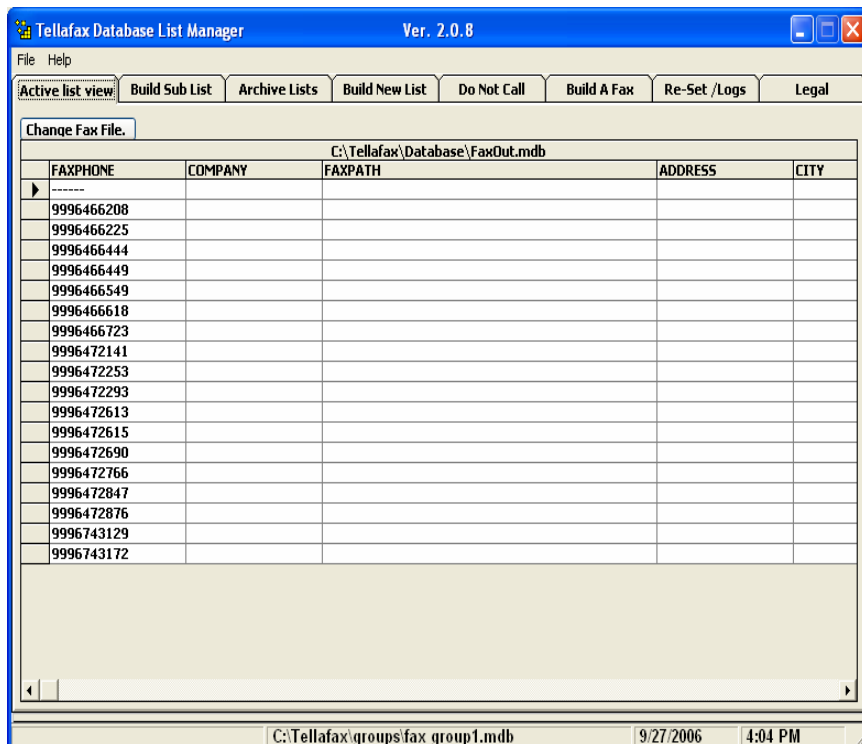 Tellafax Database List Manager Ver. 2.0.8
File Help
Active list view Build Sub List Archive Lists Build New List Do Not Call Build A Fax Re-Set /Logs Legal
Change Fax File.
C:\Tellafax\Database\FaxOut.mdb
FAXPHONE COMPANY FAXPATH ADDRESS CITY
------
9996466208
9996466225
9996466444
9996466449
9996466549
9996466618
9996466723
9996472141
9996472253
9996472293
9996472613
9996472615
9996472690
9996472766
9996472847
9996472876
9996743129
9996743172
C:\Tellafax\groups\fax group1.mdb 9/27/2006 4:04 PM